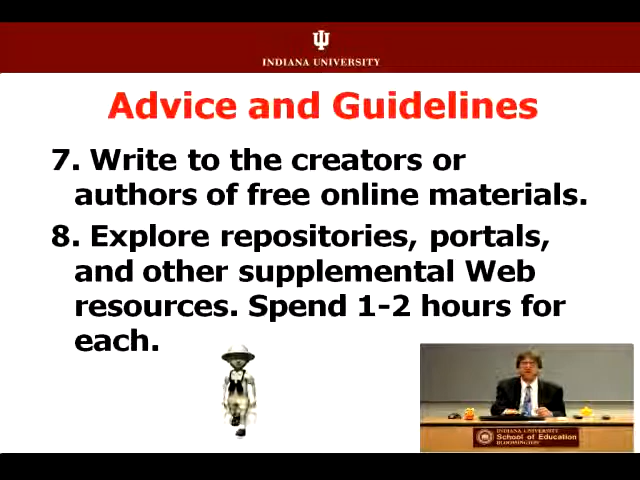 INDIANA UNIVERSITY
Advice and Guidelines
7. Write to the creators or
authors of free online materials.
8. Explore repositories, portals,
and other supplemental Web
resources. Spend 1-2 hours for
each.
INDIANA UNIVERSITY
School of Education
BLOOMINGTON